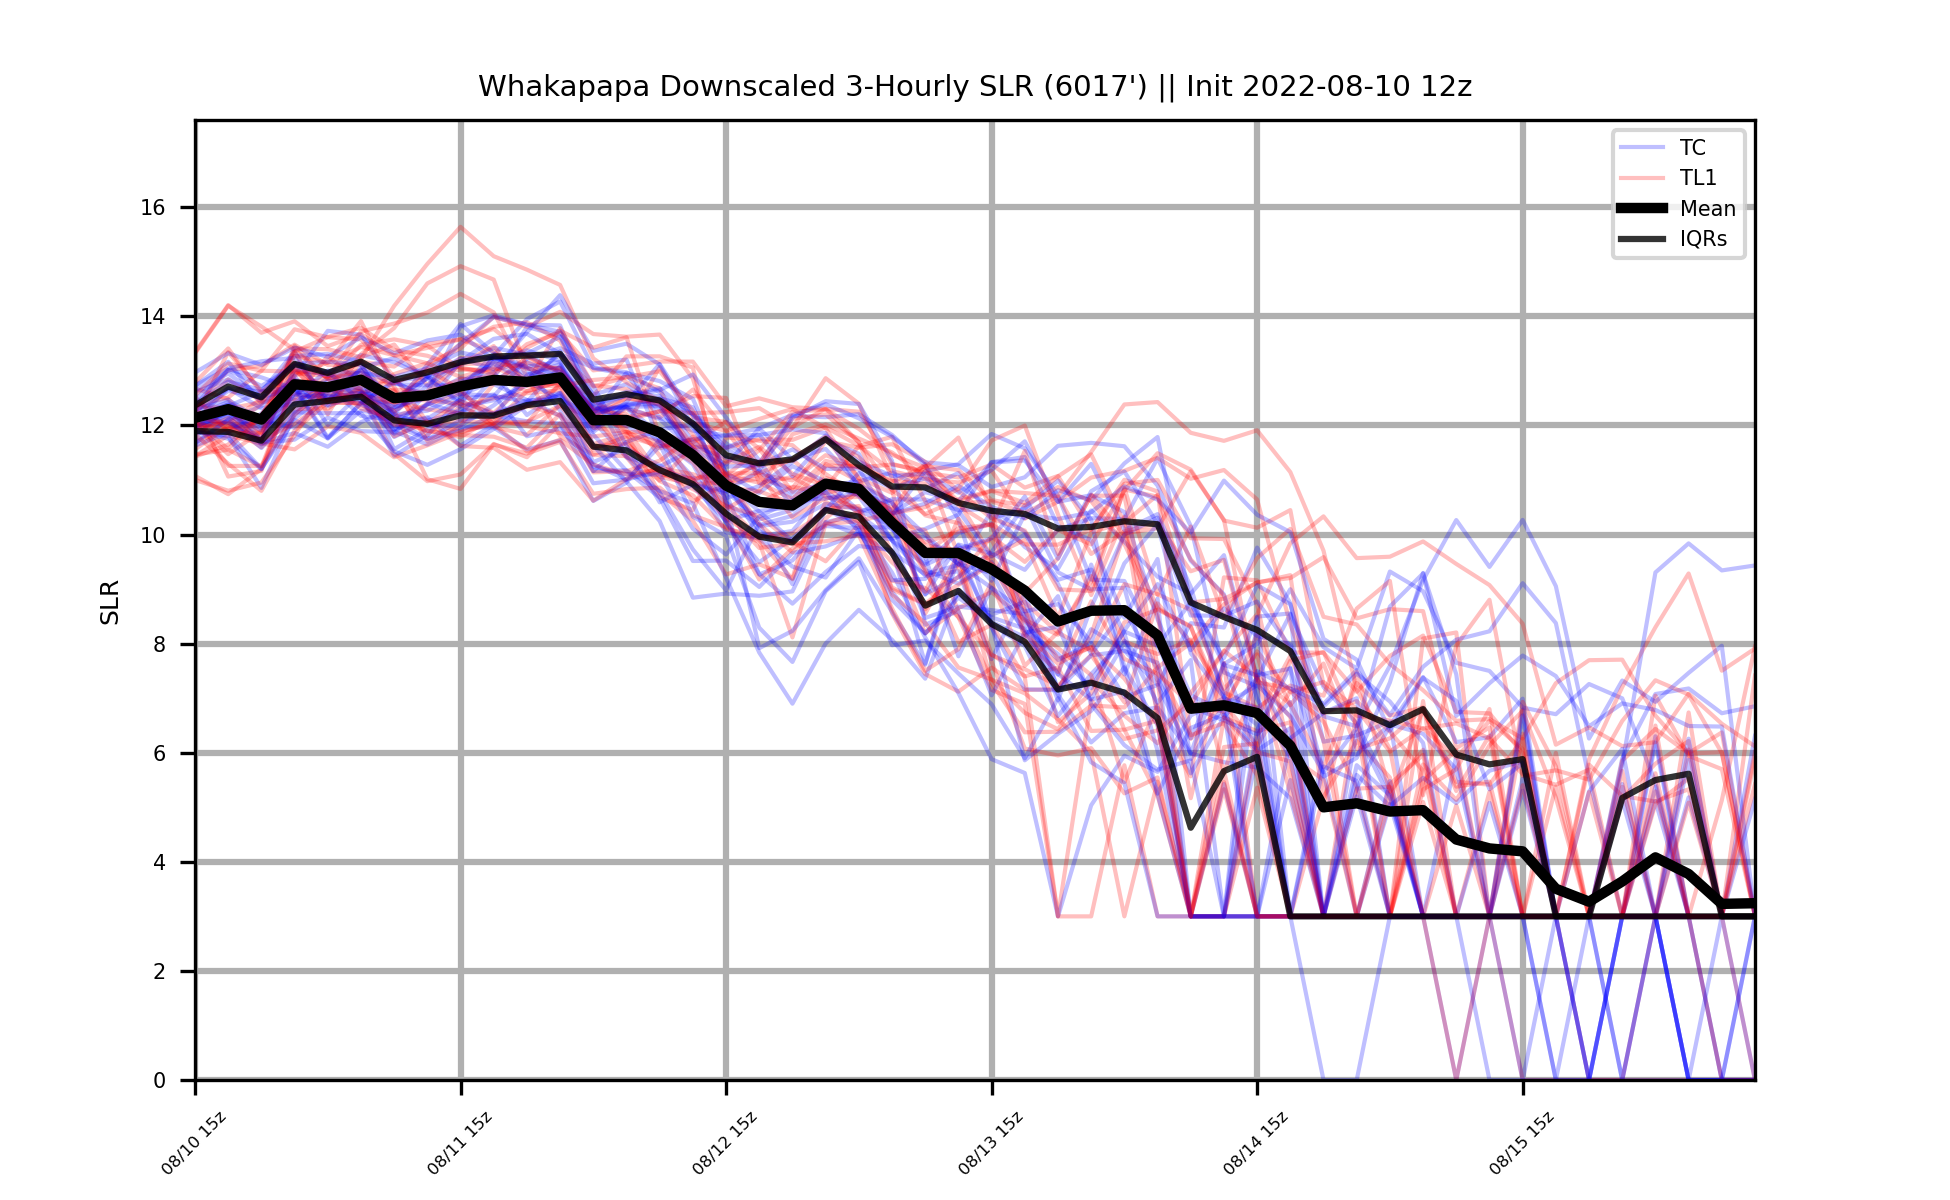 Whakapapa Downscaled 3-Hourly SLR (6017') || Init 2022-08-10 12z
TC
TL1
Mean
IQRs
SLR
16
14
12
10
8
6
4
2
0
08/10 15z
08/11 15z
08/12 15z
08/13 15z
08/14 15z
08/15 15z